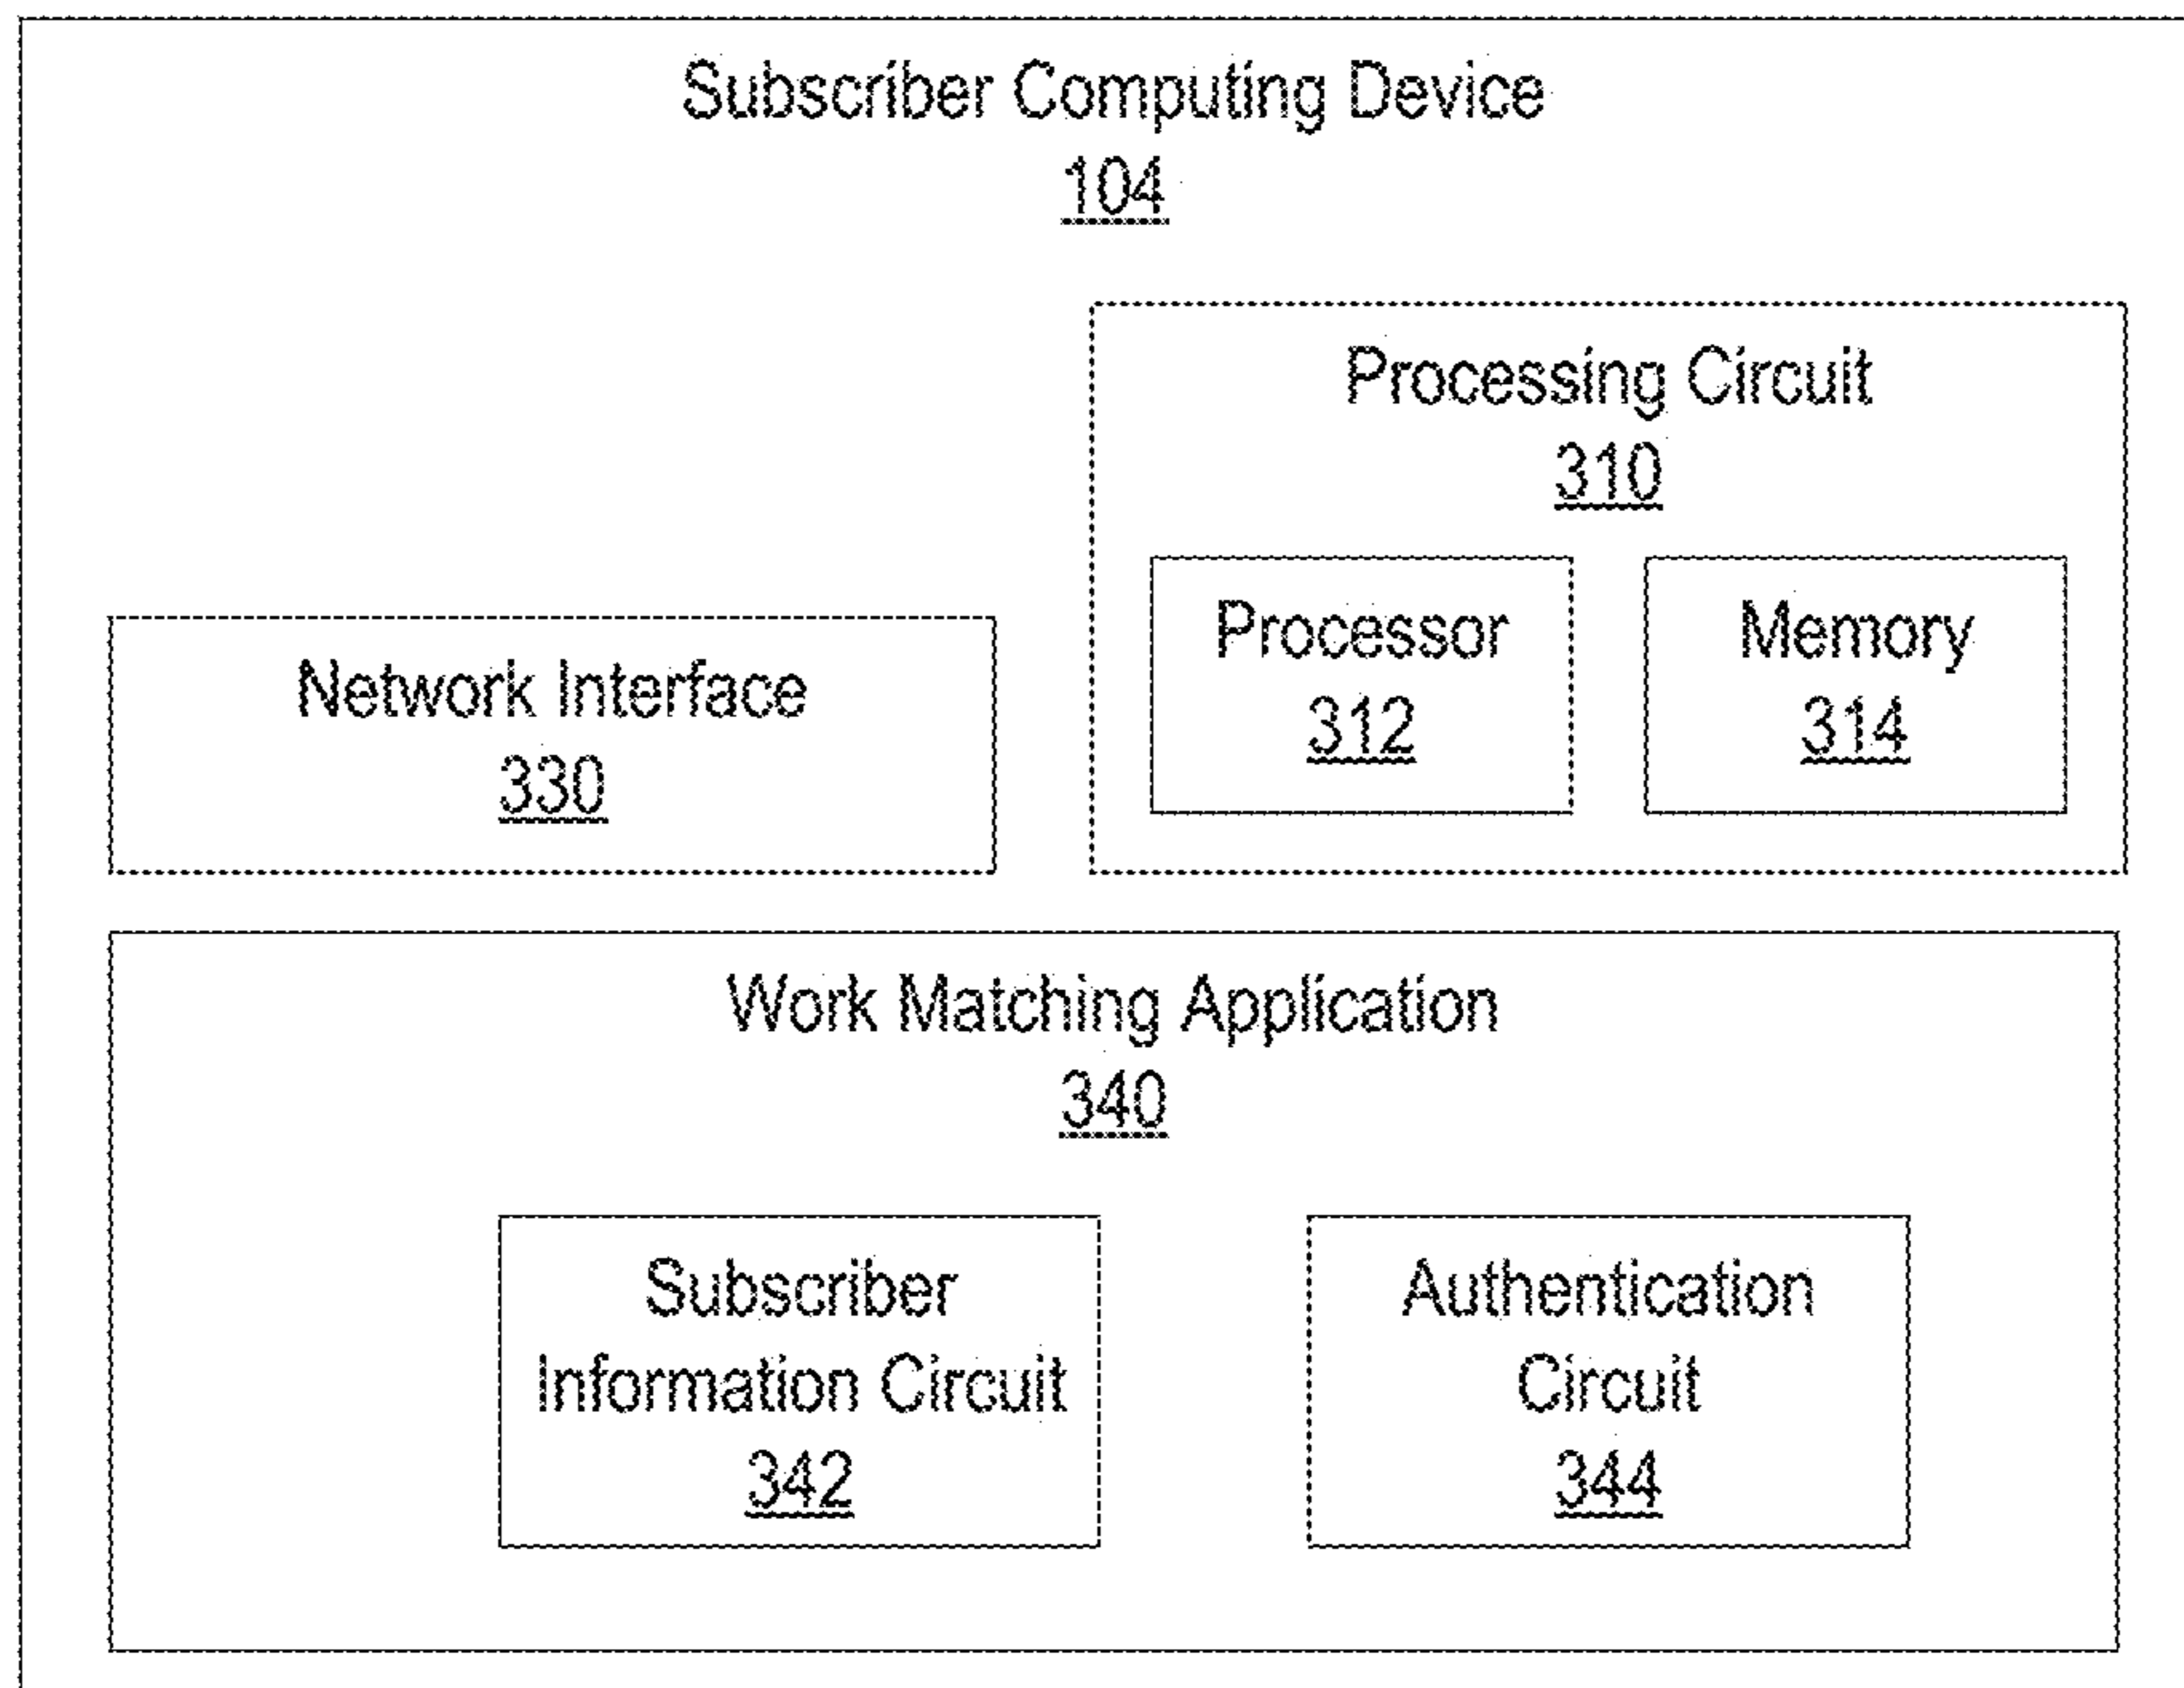 Subscriber Computing Device
104
Processing Circuit
310
Processor
312
Memory
314
Network Interface
330
Work Matching Application
340
Subscriber
Information Circuit
342
Authentication
Circuit
344